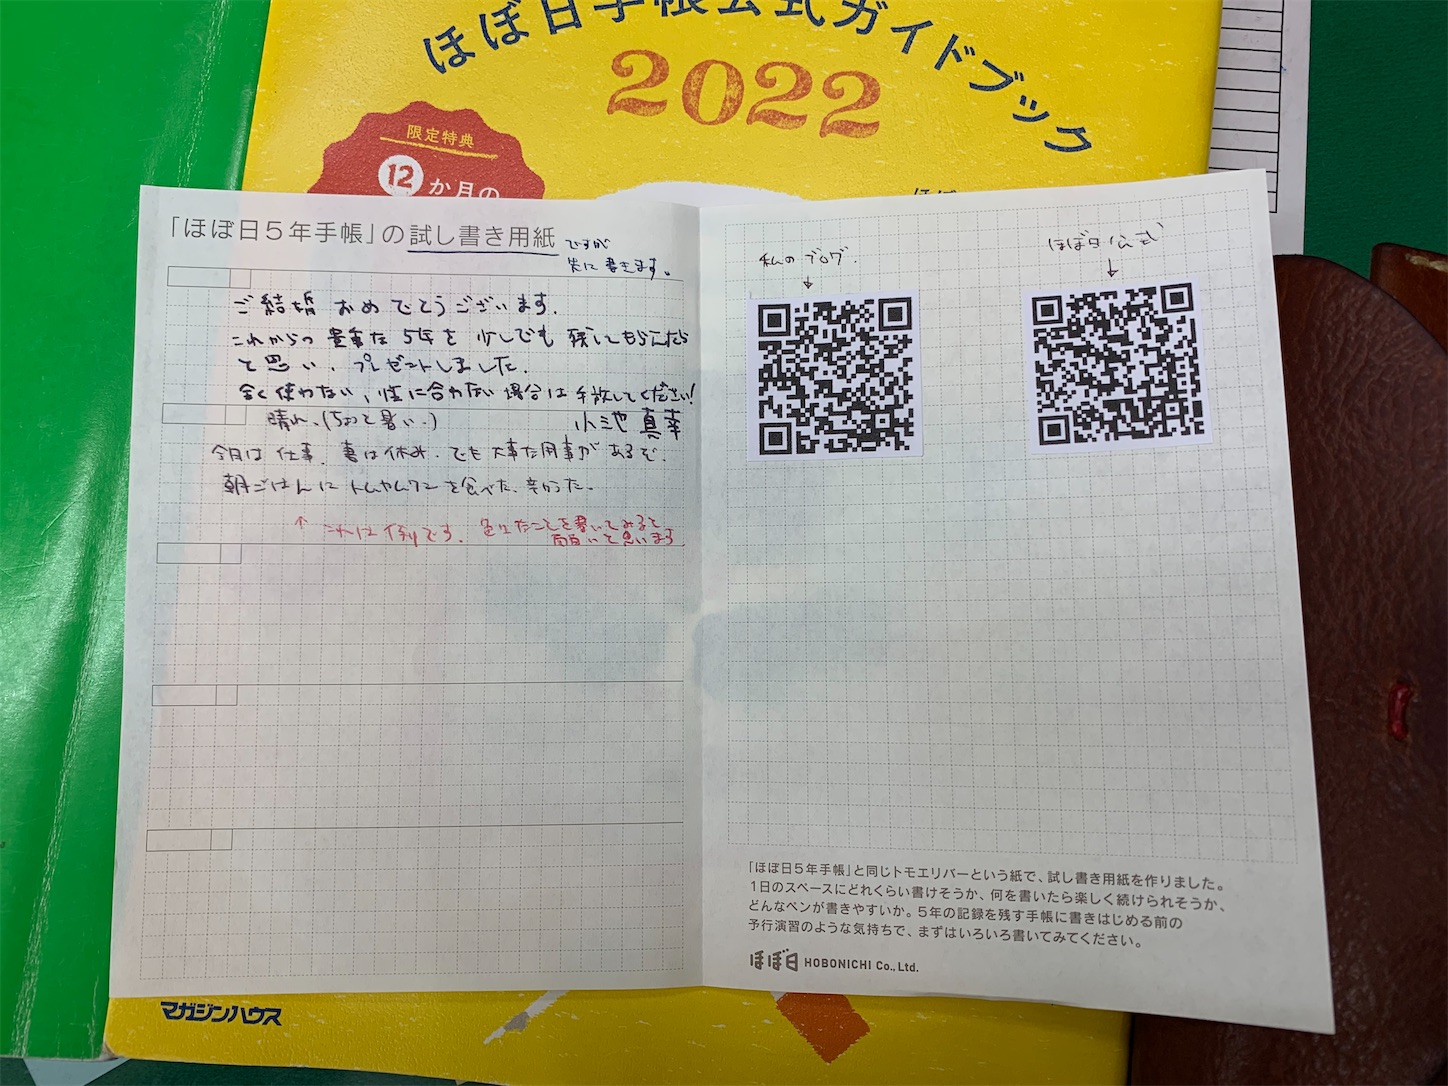 ほぼ日手帳公式ガイドブック
2022
限定特典
12か月の
「ほぼ日5年手帳」の試し書き用紙
ですが
先に書きます。
ご結婚おめでとうございます。
これからの貴重な5年を少しでも残してもらえたら
と思い、プレゼントしました。
全く使わない、性に合わない場合は手放してください!
晴れ、(ちょっと暑い。)
小池真幸
今日は仕事。妻は休み。でも大事な用事があるぞ。
朝ごはんにトムヤムクンを食べた。辛かった。
↑これは例です。
ことを書いてみると
思います
私のブログ
↓
ほぼ日公式
↓
「ほぼ日5年手帳」と同じトモエリバーという紙で、試し書き用紙を作りました。
1日のスペースにどれくらい書けそうか、何を書いたら楽しく続けられそうか、
どんなペンが書きやすいか。5年の記録を残す手帳に書きはじめる前の
予行演習のような気持ちで、まずはいろいろ書いてみてください。
ほぼ日 HOBONICHI Co., Ltd.
マガジンハウス